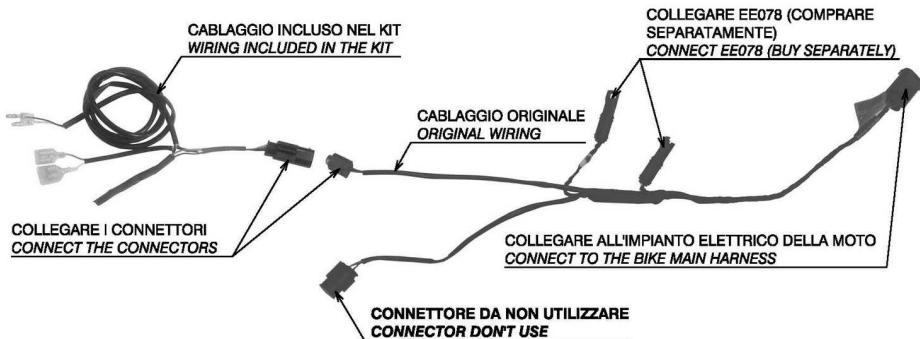 CABLAGGIO INCLUSO NEL KIT
WIRING INCLUDED IN THE KIT
COLLEGARE EE078 (COMPRARE
SEPARATAMENTE)
CONNECT EE078 (BUY SEPARATELY)
CABLAGGIO ORIGINALE
ORIGINAL WIRING
COLLEGARE I CONNETTORI
CONNECT THE CONNECTORS
COLLEGARE ALL'IMPIANTO ELETTRICO DELLA MOTO
CONNECT TO THE BIKE MAIN HARNESS
CONNETTORE DA NON UTILIZZARE
CONNECTOR DON'T USE